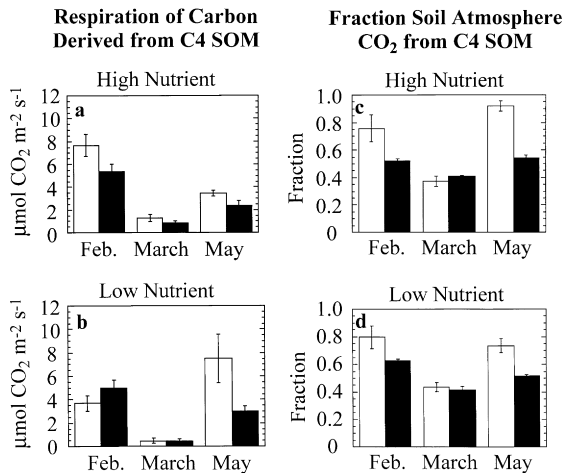 Respiration of Carbon
Derived from C4 SOM
Fraction Soil Atmosphere
CO2 from C4 SOM
High Nutrient
a
12
10
8
6
4
2
0
µmol CO2 m-2 s-1
Feb. March May
High Nutrient
c
1.0
0.8
0.6
0.4
0.2
0
Fraction
Feb. March May
Low Nutrient
b
12
10
8
6
4
2
0
µmol CO2 m-2 s-1
Feb. March May
Low Nutrient
d
1.0
0.8
0.6
0.4
0.2
0
Fraction
Feb. March May